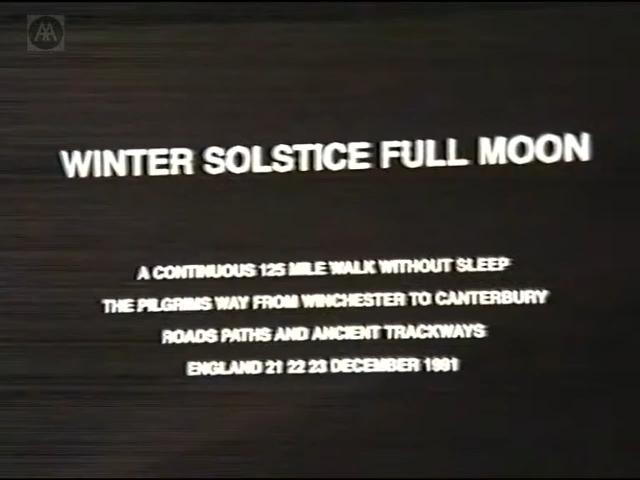 AA
WINTER SOLSTICE FULL MOON
A CONTINUOUS 125 MILE WALK WITHOUT SLEEP
THE PILGRIMS WAY FROM WINCHESTER TO CANTERBURY
ROADS PATHS AND ANCIENT TRACKWAYS
ENGLAND 21 22 23 DECEMBER 1991